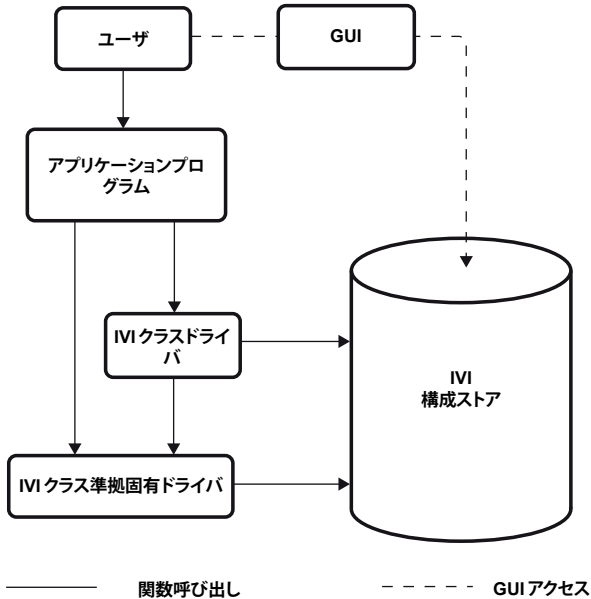 ユーザ
GUI
アプリケーションプロ
グラム
IVI クラスドライ
バ
IVI
構成ストア
IVI クラス準拠固有ドライバ
関数呼び出し
GUI アクセス